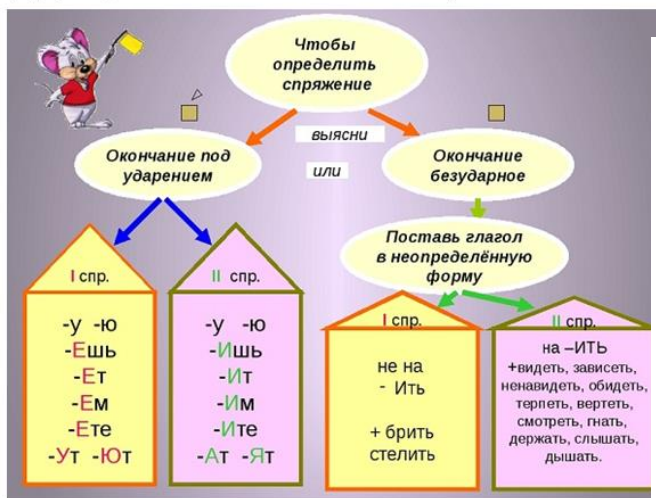 Чтобы
определить
спряжение
выясни
или
Окончание под
ударением
Окончание
безударное
Поставь глагол
в неопределённую
форму
I спр.
-у -ю
-Ешь
-Ет
-Ем
-Ете
-Ут -Ют
II спр.
-у -ю
-Ишь
-Ит
-Им
-Ите
-Ат -Ят
I спр.
не на
- Ить
+ брить
стелить
II спр.
на –ИТЬ
+видеть, зависеть,
ненавидеть, обидеть,
терпеть, вертеть,
смотреть, гнать,
держать, слышать,
дышать.